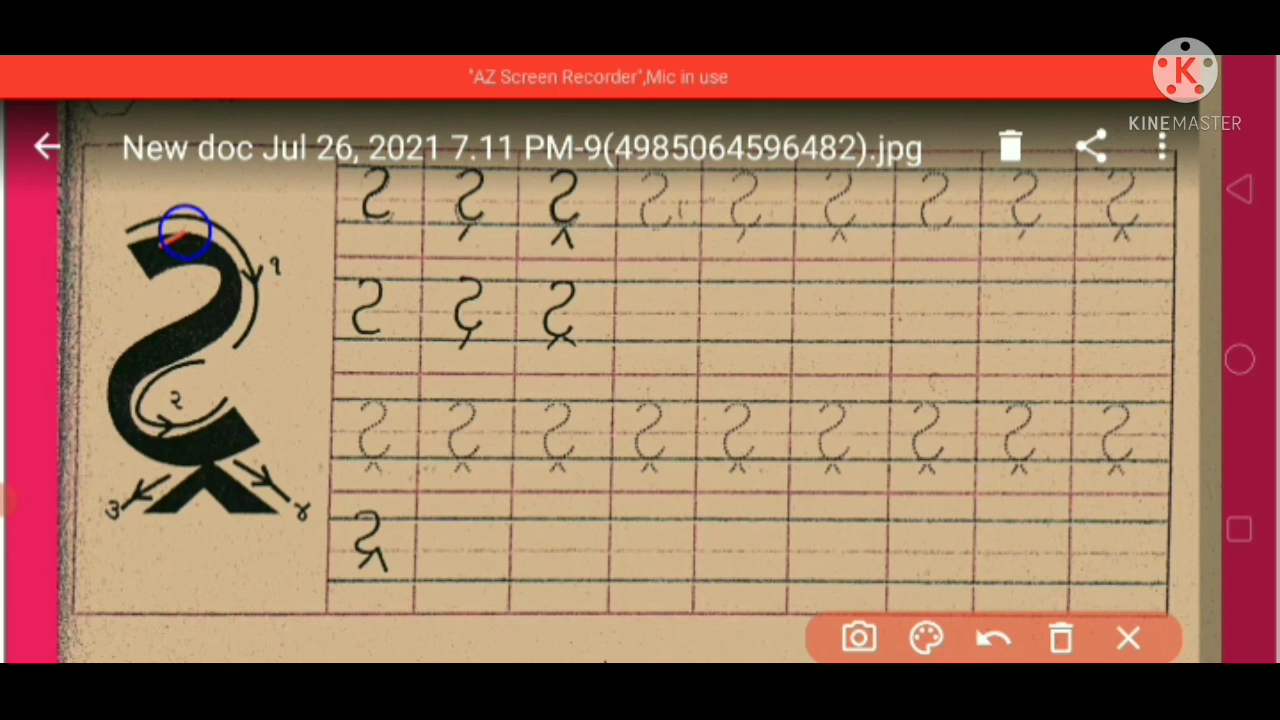 "AZ Screen Recorder",Mic in use
KINEMASTER
New doc Jul 26, 2021 7.11 PM-9(4985064596482).jpg
ટ્ર
ટ ટ્ર ટ ટ્ર ટ ટ્ર
ટ ટ્ર
ટ્ર ટ્ર ટ્ર ટ્ર ટ્ર ટ્ર ટ્ર ટ્ર ટ્ર
ટ્ર